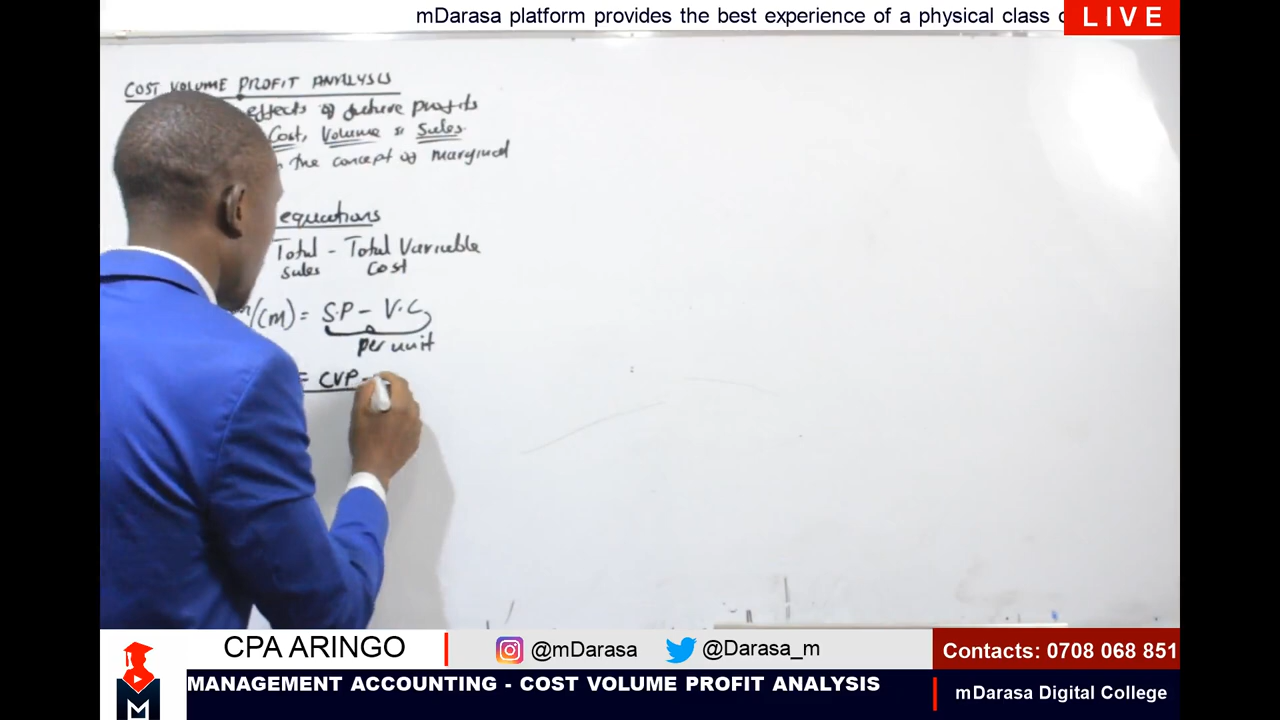 mDarasa platform provides the best experience of a physical class
LIVE
COST VOLUME PROFIT ANALYSIS
effects of future profits
Cost, Volume & Sales
the concept of marginal
equations
Total - Total Variable
Sales Cost
/CM) = S.P - V.C
per unit
= CVP -
CPA ARINGO
@mDarasa
@Darasa_m
Contacts: 0708 068 851
MANAGEMENT ACCOUNTING - COST VOLUME PROFIT ANALYSIS
mDarasa Digital College